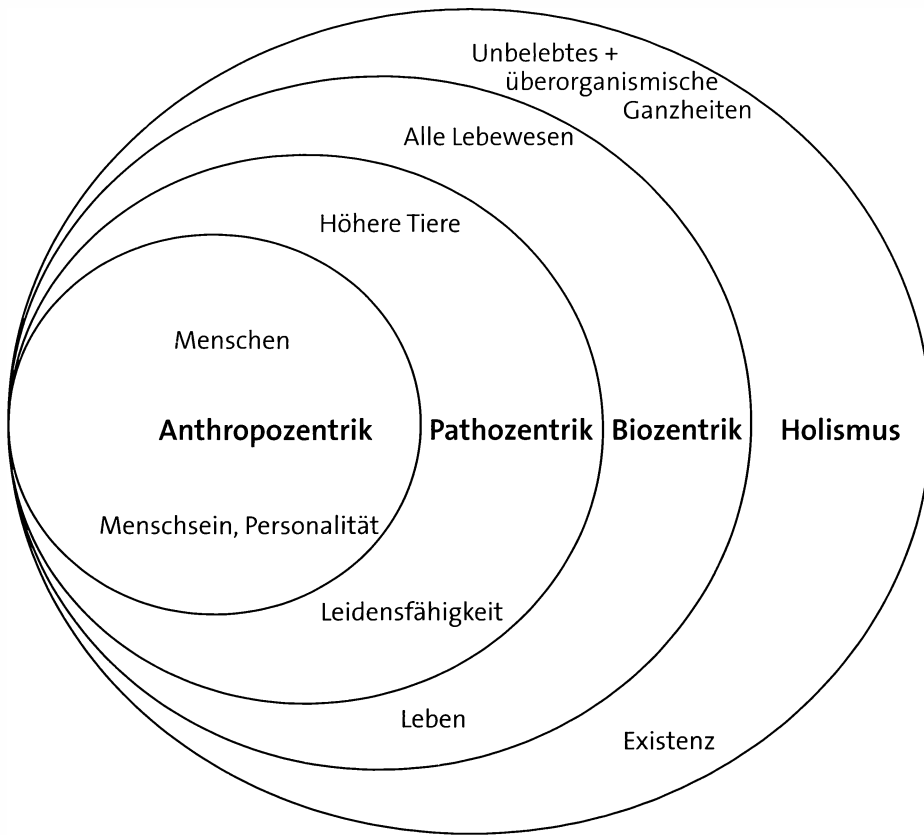 Unbelebtes +
überorganismische
Ganzheiten
Alle Lebewesen
Höhere Tiere
Menschen
Anthropozentrik
Pathozentrik
Biozentrik
Holismus
Menschsein, Personalität
Leidensfähigkeit
Leben
Existenz